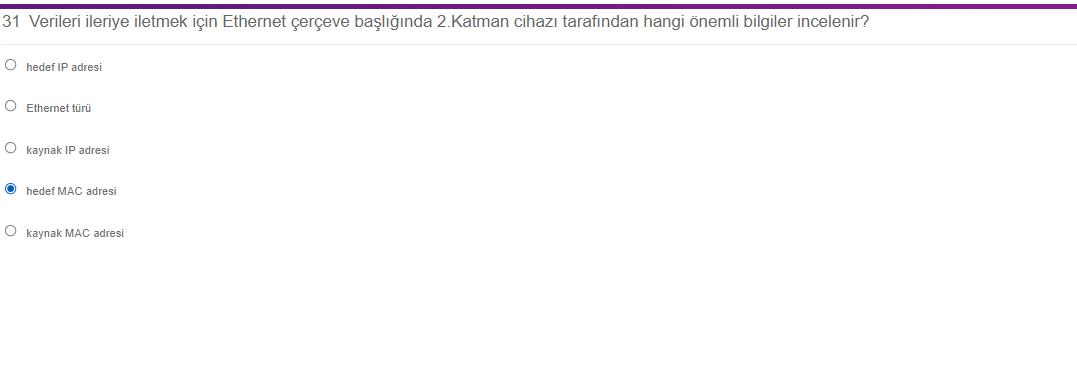 31 Verileri ileriye iletmek için Ethernet çerçeve başlığında 2.Katman cihazı tarafından hangi önemli bilgiler incelenir?
hedef IP adresi
Ethernet türü
kaynak IP adresi
hedef MAC adresi
kaynak MAC adresi